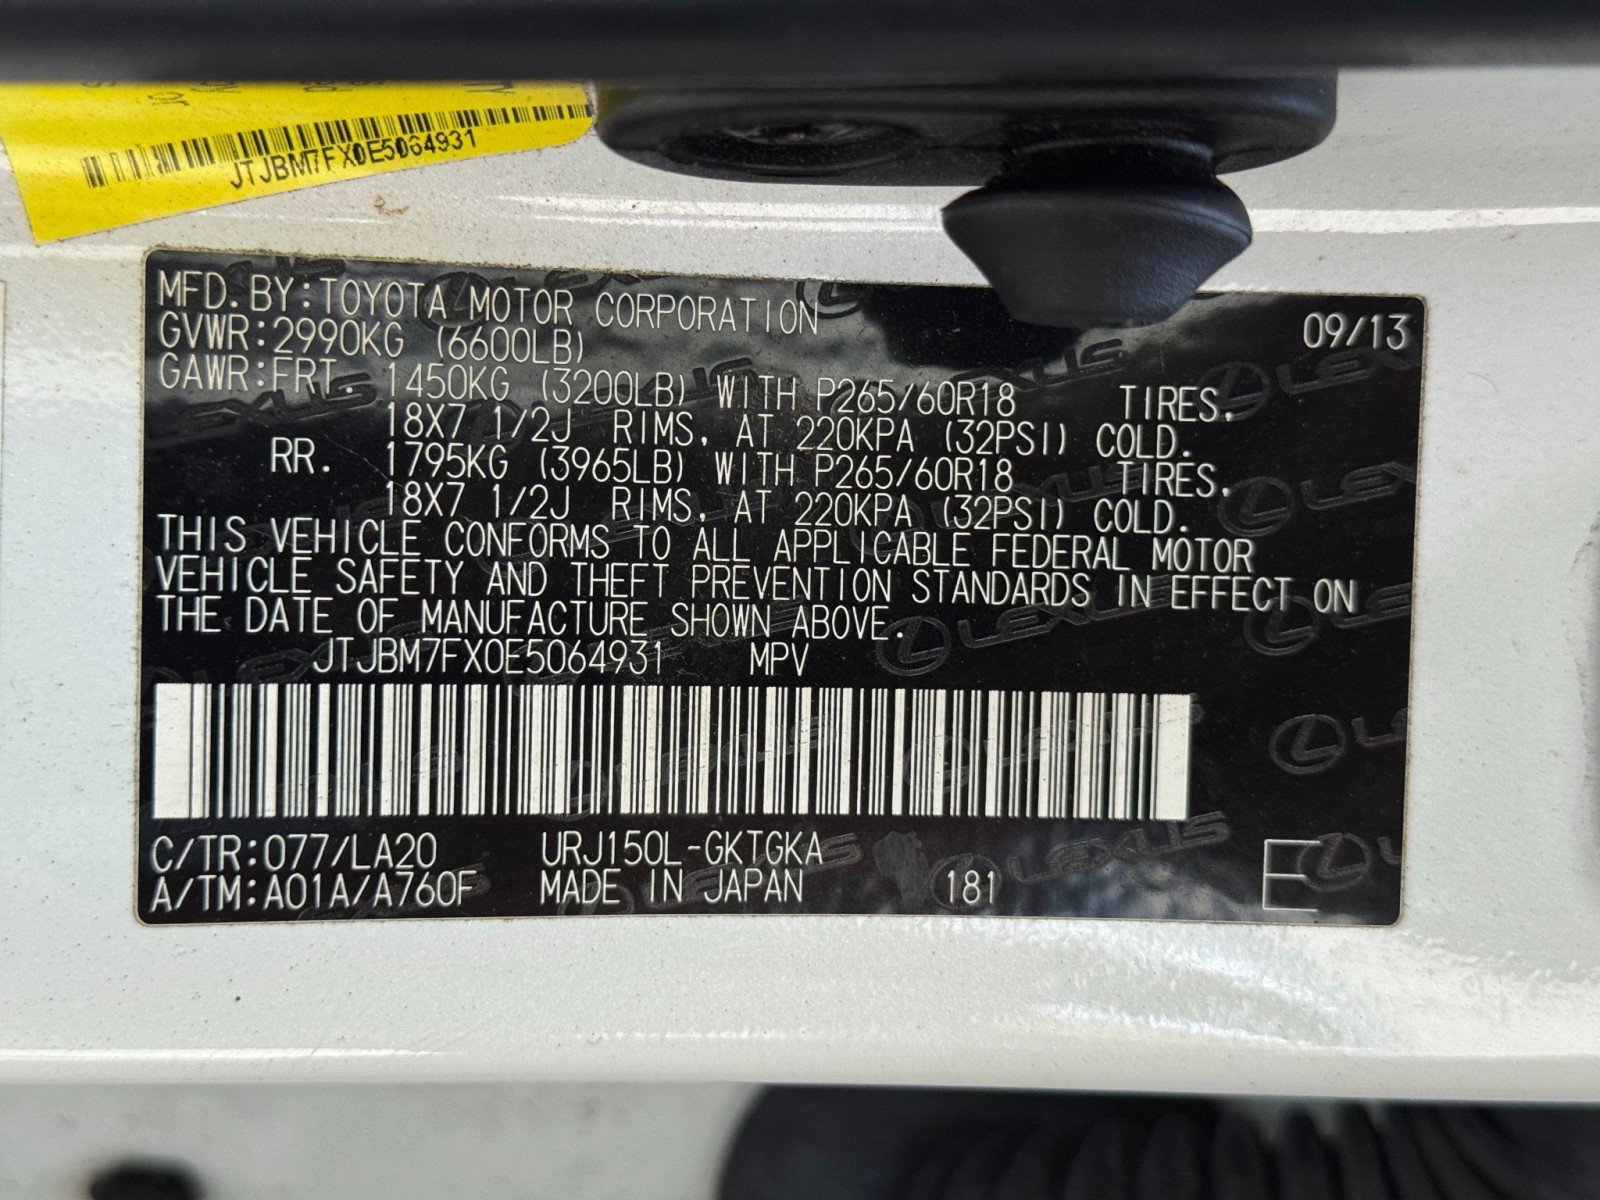 JTJBM7FX0E5064931
MFD.BY:TOYOTA MOTOR CORPORATION 09/13
GVWR:2990KG (6600LB)
GAWR:FRT. 1450KG (3200LB) WITH P265/60R18 TIRES,
18X7 1/2J RIMS, AT 220KPA (32PSI) COLD.
RR. 1795KG (3965LB) WITH P265/60R18 TIRES,
18X7 1/2J RIMS, AT 220KPA (32PSI) COLD.
THIS VEHICLE CONFORMS TO ALL APPLICABLE FEDERAL MOTOR
VEHICLE SAFETY AND THEFT PREVENTION STANDARDS IN EFFECT ON
THE DATE OF MANUFACTURE SHOWN ABOVE.
JTJBM7FX0E5064931 MPV
C/TR:077/LA20 URJ150L-GKTGKA
A/TM:A01A/A760F MADE IN JAPAN 181 E
LEXUS